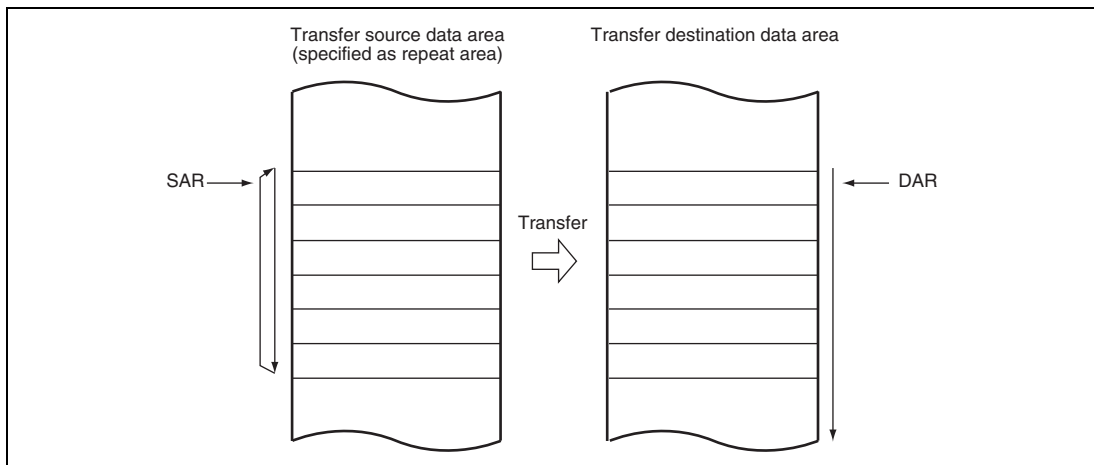 Transfer source data area
(specified as repeat area)
Transfer destination data area
SAR
DAR
Transfer